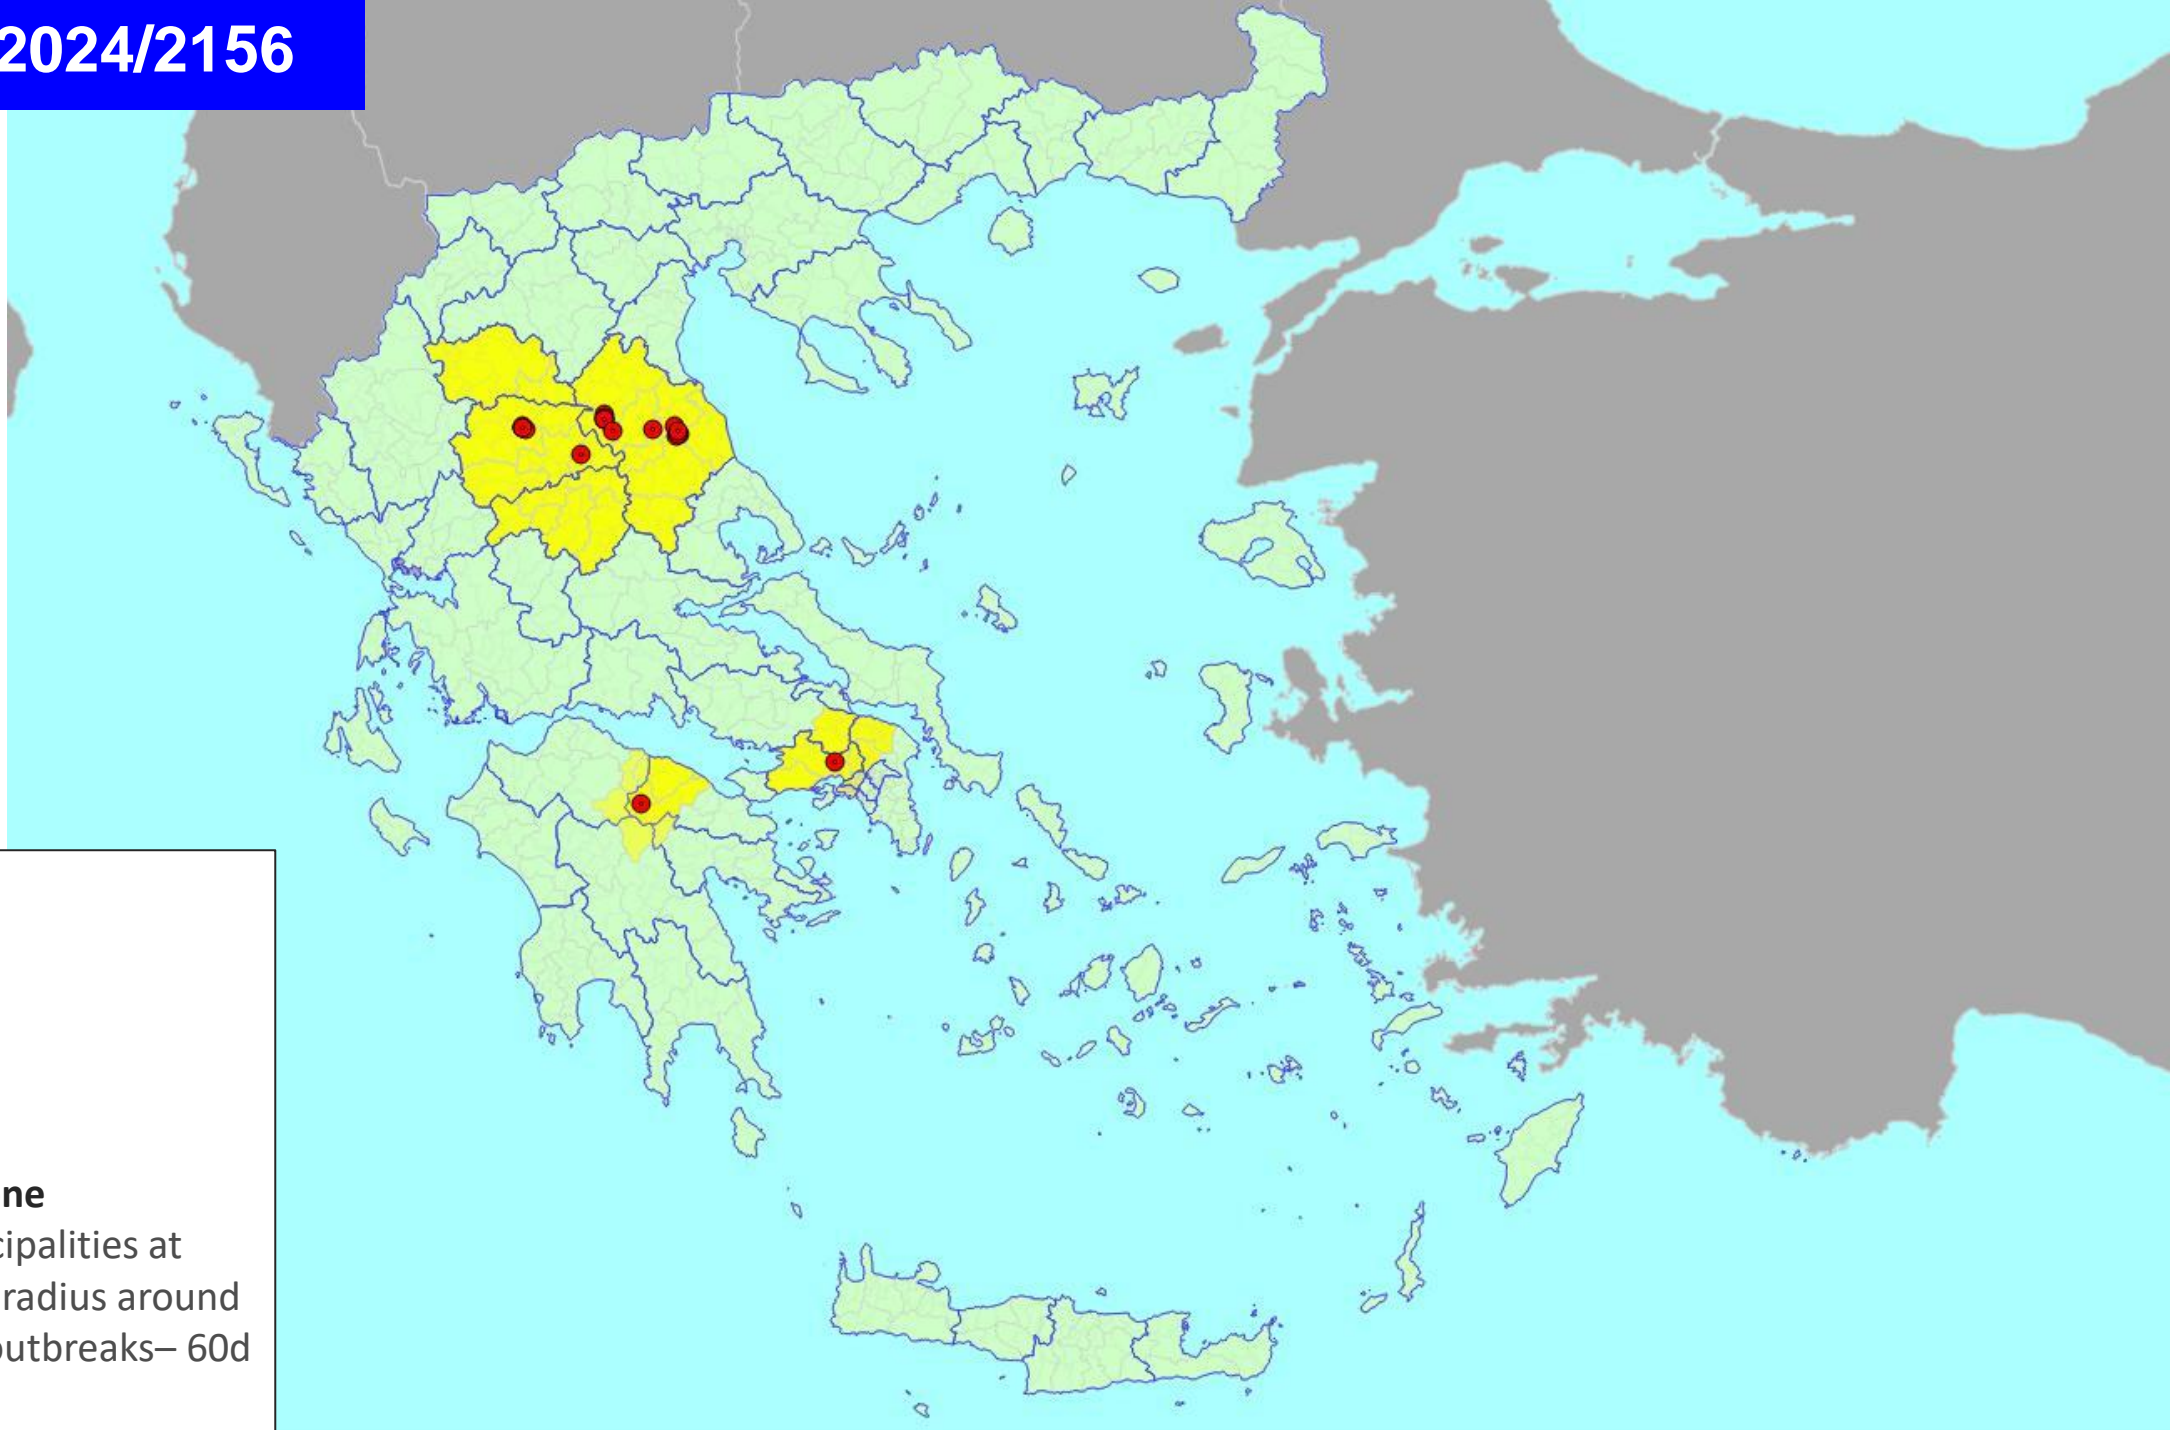 2024/2156
ne
cipalities at
radius around
outbreaks– 60d